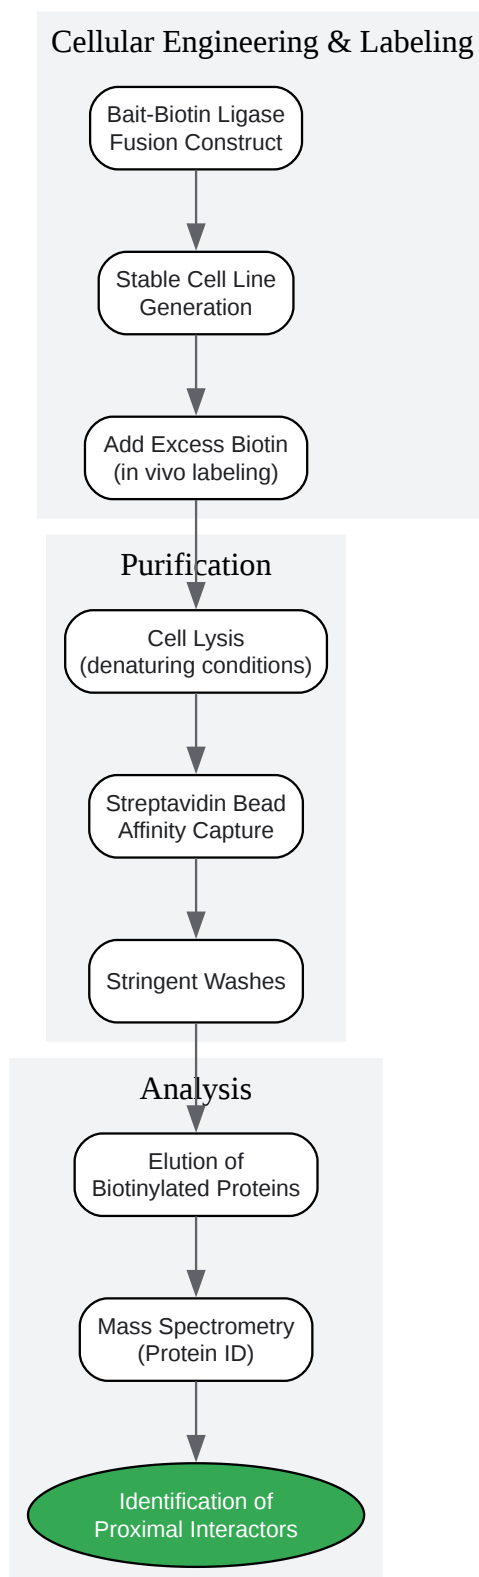 Cellular Engineering & Labeling
Bait-Biotin Ligase
Fusion Construct
Stable Cell Line
Generation
Add Excess Biotin
(in vivo labeling)
Purification
Cell Lysis
(denaturing conditions)
Streptavidin Bead
Affinity Capture
Stringent Washes
Analysis
Elution of
Biotinylated Proteins
Mass Spectrometry
(Protein ID)
Identification of
Proximal Interactors